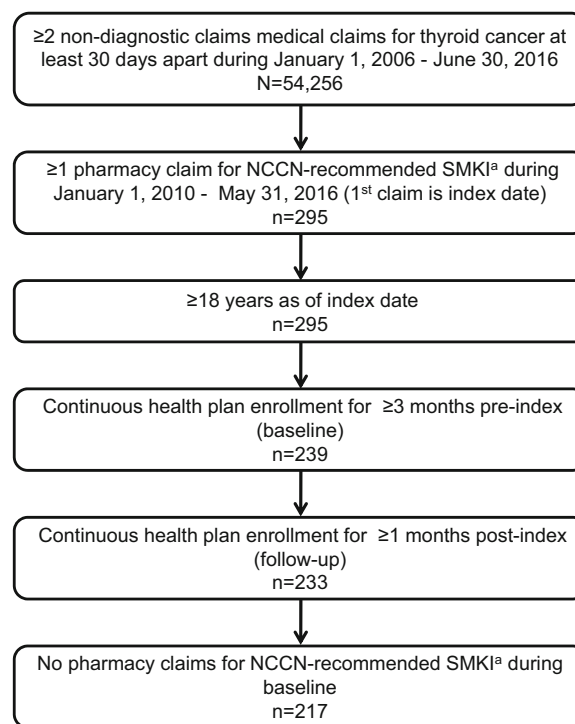 ≥2 non-diagnostic claims medical claims for thyroid cancer at
least 30 days apart during January 1, 2006 - June 30, 2016
N=54,256
≥1 pharmacy claim for NCCN-recommended SMKIᵃ during
January 1, 2010 - May 31, 2016 (1ˢᵗ claim is index date)
n=295
≥18 years as of index date
n=295
Continuous health plan enrollment for ≥3 months pre-index
(baseline)
n=239
Continuous health plan enrollment for ≥1 months post-index
(follow-up)
n=233
No pharmacy claims for NCCN-recommended SMKIᵃ during
baseline
n=217